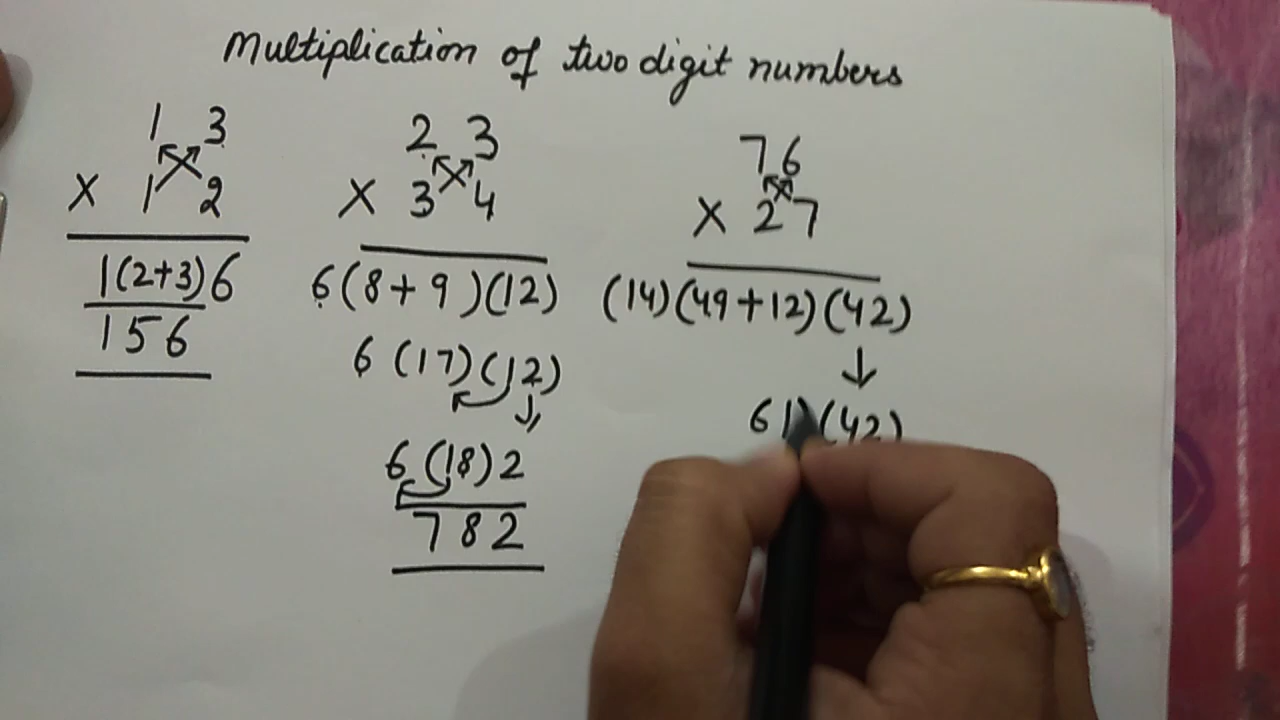 Multiplication of two digit numbers
1 3
X 1 2
1(2+3)6
156
2 3
X 3 4
6(8+9)(12)
6(17)(12)
6(18)2
782
76
X 27
(14)(49+12)(42)
61)(42)